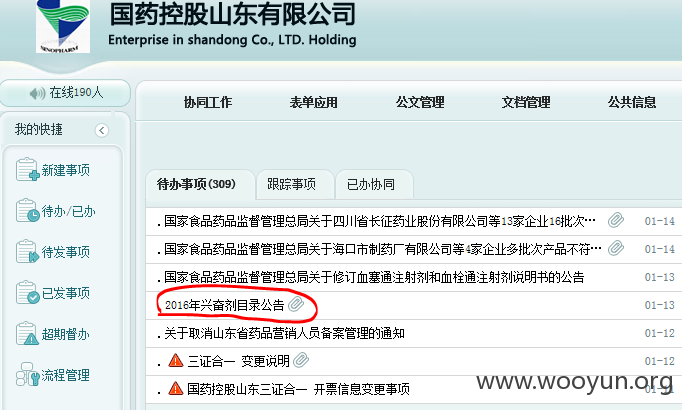 国药控股山东有限公司
SINOPHARM
Enterprise in shandong Co., LTD. Holding
在线190人
协同工作 表单应用 公文管理 文档管理 公共信息
我的快捷
新建事项
待办/已办
待发事项
已发事项
超期督办
流程管理
待办事项(309) 跟踪事项 已办协同
. 国家食品药品监督管理总局关于四川省长征药业股份有限公司等13家企业16批次… 01-14
. 国家食品药品监督管理总局关于海口市制药厂有限公司等4家企业多批次产品不符… 01-14
. 国家食品药品监督管理总局关于修订血塞通注射剂和血栓通注射剂说明书的公告 01-13
. 2016年兴奋剂目录公告 01-13
. 关于取消山东省药品营销人员备案管理的通知 01-12
. 三证合一 变更说明 01-12
. 国药控股山东三证合一 开票信息变更事项
www.wooyun.org